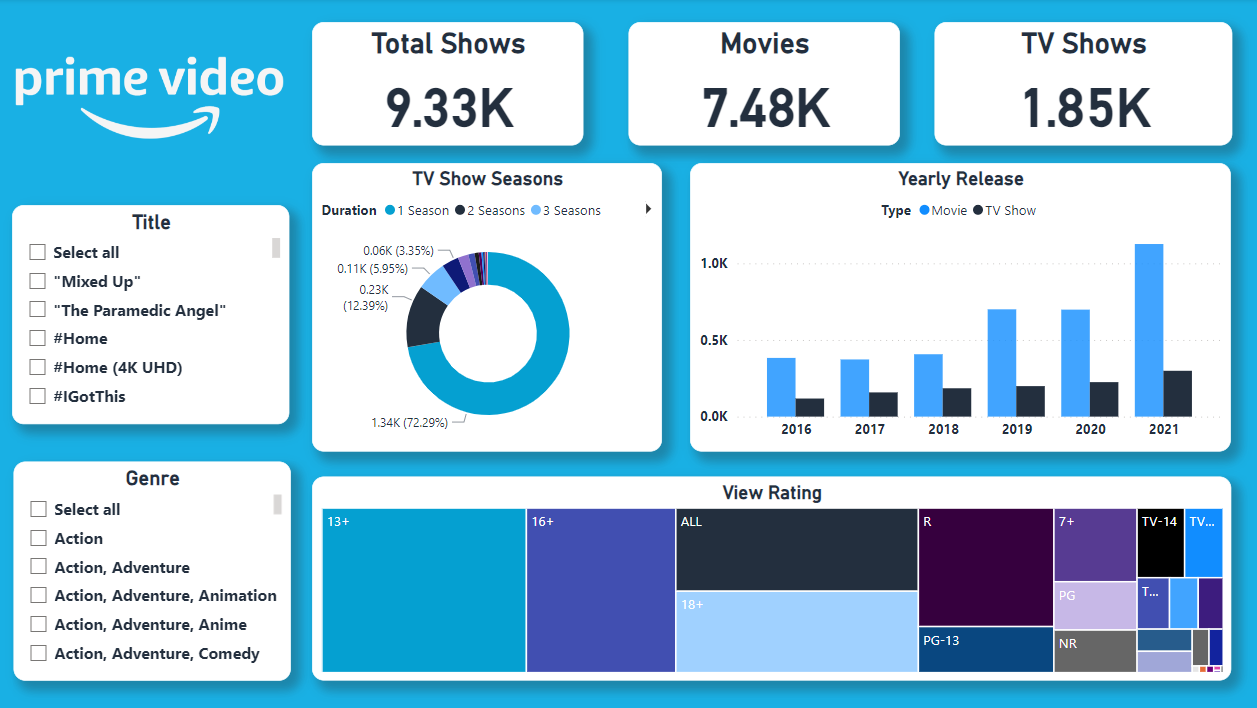 prime video
Total Shows
9.33K
Movies
7.48K
TV Shows
1.85K
Title
Select all
"Mixed Up"
"The Paramedic Angel"
#Home
#Home (4K UHD)
#IGotThis
Genre
Select all
Action
Action, Adventure
Action, Adventure, Animation
Action, Adventure, Anime
Action, Adventure, Comedy
TV Show Seasons
Duration 1 Season 2 Seasons 3 Seasons
0.06K (3.35%)
0.11K (5.95%)
0.23K
(12.39%)
1.34K (72.29%)
Yearly Release
Type Movie TV Show
1.0K
0.5K
0.0K
2016 2017 2018 2019 2020 2021
View Rating
13+
16+
ALL
18+
R
PG-13
7+
PG
NR
TV-14
TV...
T...